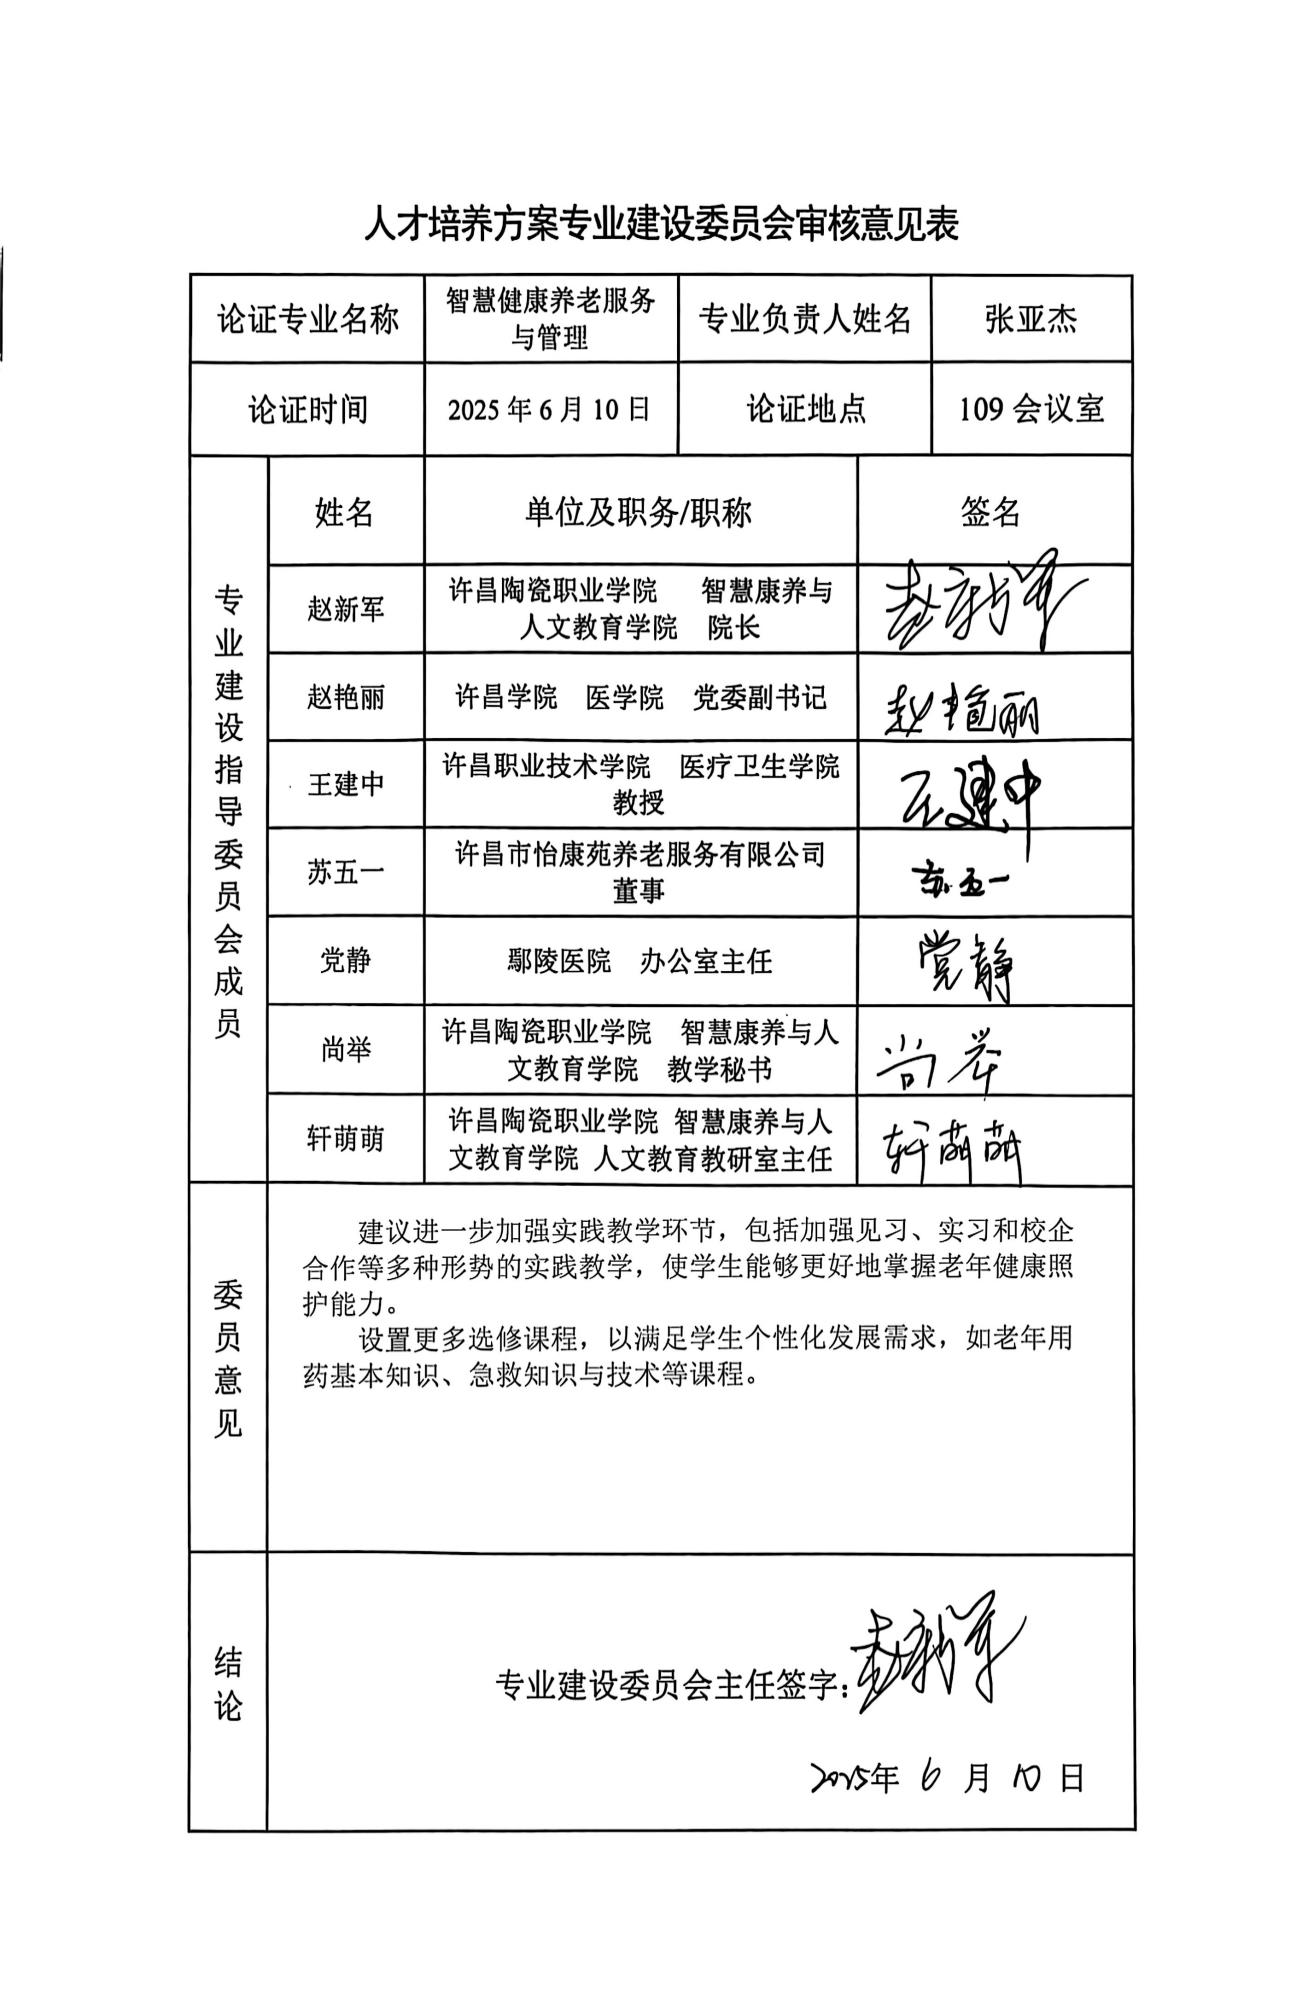 人才培养方案专业建设委员会审核意见表
论证专业名称
智慧健康养老服务
与管理
专业负责人姓名
张亚杰
论证时间
2025年6月10日
论证地点
109会议室
专业建设指导委员会成员
姓名
单位及职务/职称
签名
赵新军
许昌陶瓷职业学院 智慧康养与
人文教育学院 院长
赵新军
赵艳丽
许昌学院 医学院 党委副书记
赵艳丽
王建中
许昌职业技术学院 医疗卫生学院
教授
王建中
苏五一
许昌市怡康苑养老服务有限公司
董事
苏五一
党静
鄢陵医院 办公室主任
党静
尚举
许昌陶瓷职业学院 智慧康养与人
文教育学院 教学秘书
尚举
轩萌萌
许昌陶瓷职业学院 智慧康养与人
文教育学院 人文教育教研室主任
轩萌萌
委员意见
建议进一步加强实践教学环节，包括加强见习、实习和校企
合作等多种形势的实践教学，使学生能够更好地掌握老年健康照
护能力。
设置更多选修课程，以满足学生个性化发展需求，如老年用
药基本知识、急救知识与技术等课程。
结论
专业建设委员会主任签字：赵新军
2025年6月10日